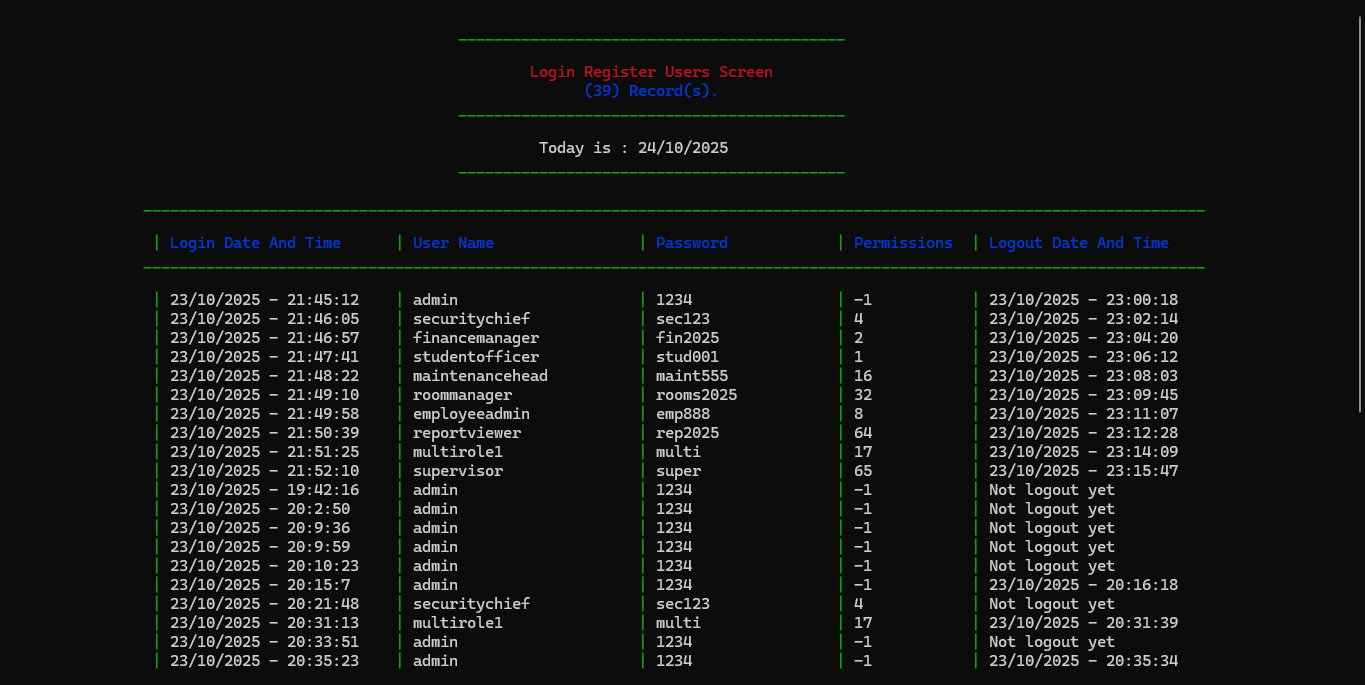 Login Register Users Screen
(39) Record(s).
Today is : 24/10/2025
| Login Date And Time | User Name | Password | Permissions | Logout Date And Time
| 23/10/2025 - 21:45:12 | admin | 1234 | -1 | 23/10/2025 - 23:00:18
| 23/10/2025 - 21:46:05 | securitychief | sec123 | 4 | 23/10/2025 - 23:02:14
| 23/10/2025 - 21:46:57 | financemanager | fin2025 | 2 | 23/10/2025 - 23:04:20
| 23/10/2025 - 21:47:41 | studentofficer | stud001 | 1 | 23/10/2025 - 23:06:12
| 23/10/2025 - 21:48:22 | maintenancehead | maint555 | 16 | 23/10/2025 - 23:08:03
| 23/10/2025 - 21:49:10 | roommanager | rooms2025 | 32 | 23/10/2025 - 23:09:45
| 23/10/2025 - 21:49:58 | employeeadmin | emp888 | 8 | 23/10/2025 - 23:11:07
| 23/10/2025 - 21:50:39 | reportviewer | rep2025 | 64 | 23/10/2025 - 23:12:28
| 23/10/2025 - 21:51:25 | multirole1 | multi | 17 | 23/10/2025 - 23:14:09
| 23/10/2025 - 21:52:10 | supervisor | super | 65 | 23/10/2025 - 23:15:47
| 23/10/2025 - 19:42:16 | admin | 1234 | -1 | Not logout yet
| 23/10/2025 - 20:2:50 | admin | 1234 | -1 | Not logout yet
| 23/10/2025 - 20:9:36 | admin | 1234 | -1 | Not logout yet
| 23/10/2025 - 20:9:59 | admin | 1234 | -1 | Not logout yet
| 23/10/2025 - 20:10:23 | admin | 1234 | -1 | Not logout yet
| 23/10/2025 - 20:15:7 | admin | 1234 | -1 | 23/10/2025 - 20:16:18
| 23/10/2025 - 20:21:48 | securitychief | sec123 | 4 | Not logout yet
| 23/10/2025 - 20:31:13 | multirole1 | multi | 17 | 23/10/2025 - 20:31:39
| 23/10/2025 - 20:33:51 | admin | 1234 | -1 | Not logout yet
| 23/10/2025 - 20:35:23 | admin | 1234 | -1 | 23/10/2025 - 20:35:34